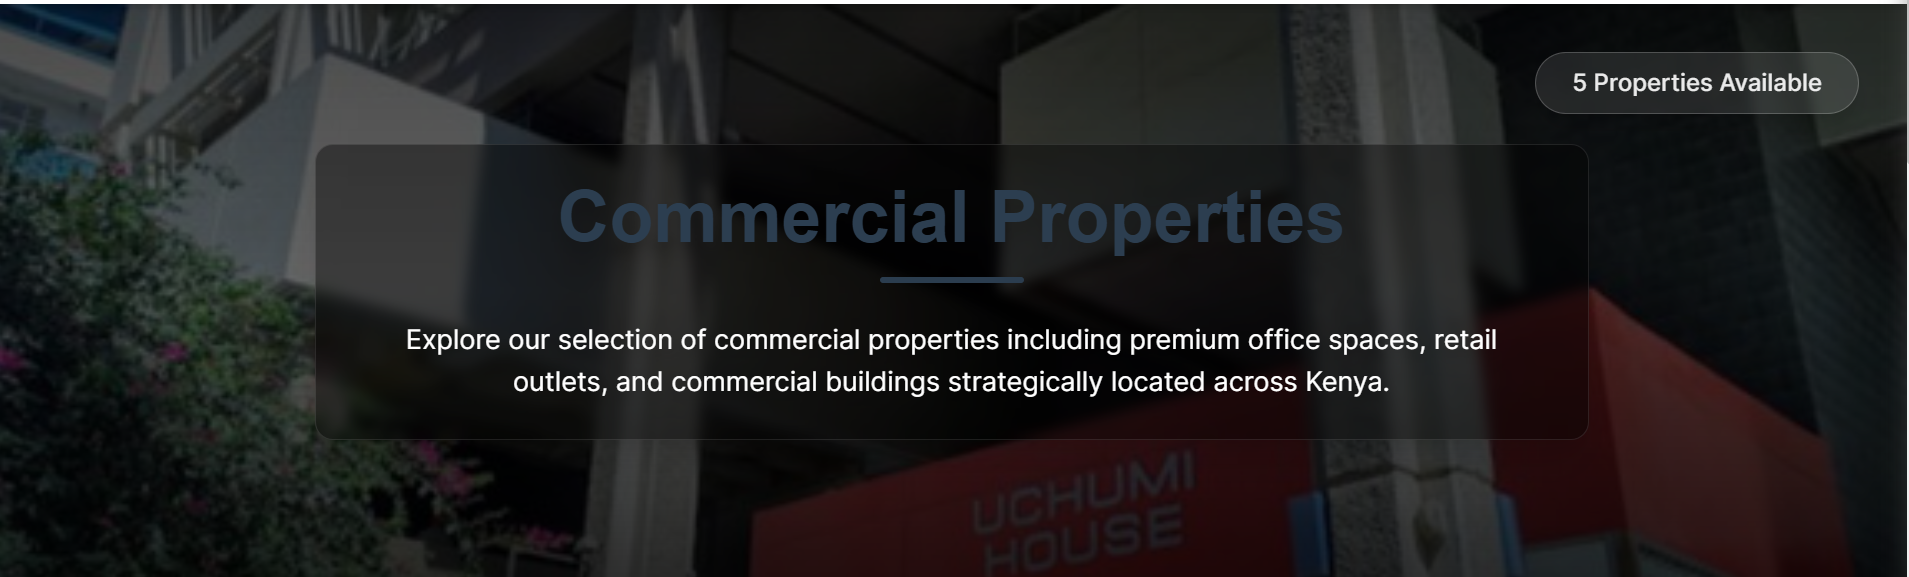 5 Properties Available
Commercial Properties
Explore our selection of commercial properties including premium office spaces, retail
outlets, and commercial buildings strategically located across Kenya.
UCHUMI
HOUSE